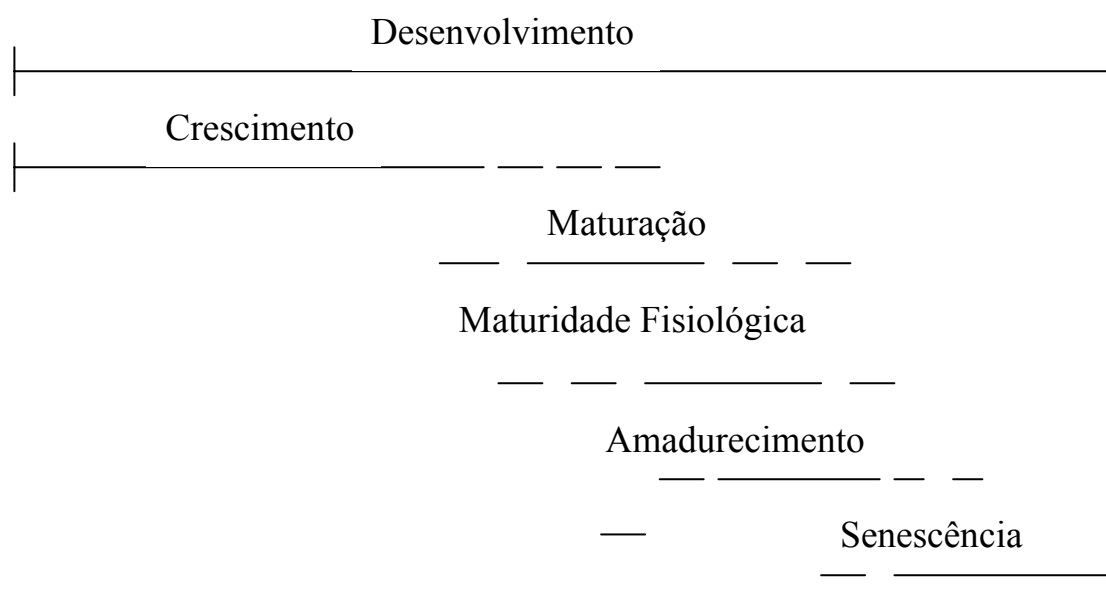 Desenvolvimento
Crescimento
Maturação
Maturidade Fisiológica
Amadurecimento
Senescência